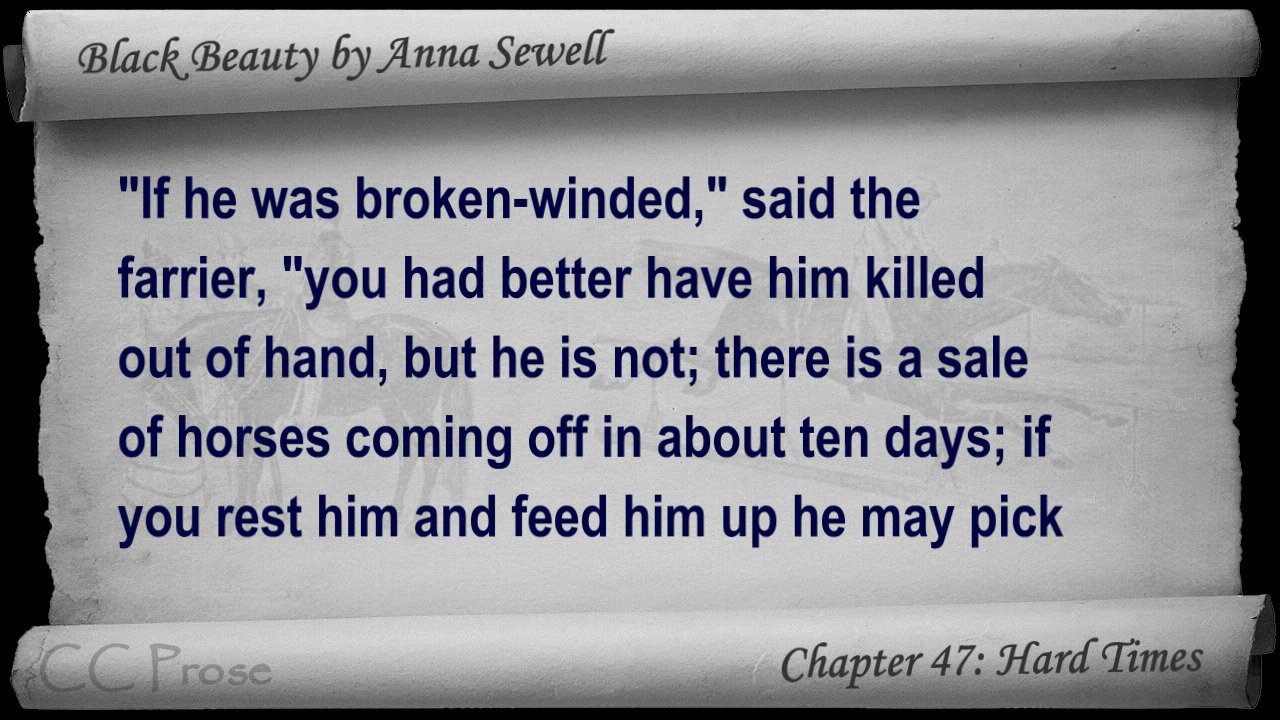 Black Beauty by Anna Sewell
"If he was broken-winded," said the
farrier, "you had better have him killed
out of hand, but he is not; there is a sale
of horses coming off in about ten days; if
you rest him and feed him up he may pick
CC Prose
Chapter 47: Hard Times